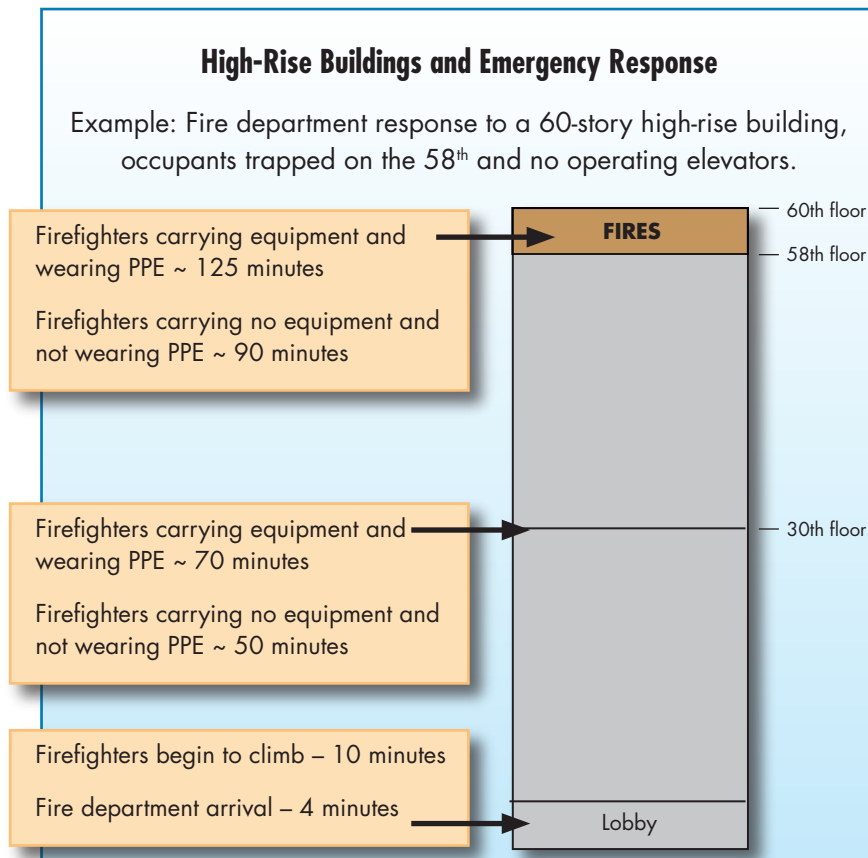 High-Rise Buildings and Emergency Response
Example: Fire department response to a 60-story high-rise building,
occupants trapped on the 58th and no operating elevators.
Firefighters carrying equipment and
wearing PPE ~ 125 minutes
Firefighters carrying no equipment and
not wearing PPE ~ 90 minutes
FIRES
60th floor
58th floor
Firefighters carrying equipment and
wearing PPE ~ 70 minutes
Firefighters carrying no equipment and
not wearing PPE ~ 50 minutes
30th floor
Firefighters begin to climb – 10 minutes
Fire department arrival – 4 minutes
Lobby